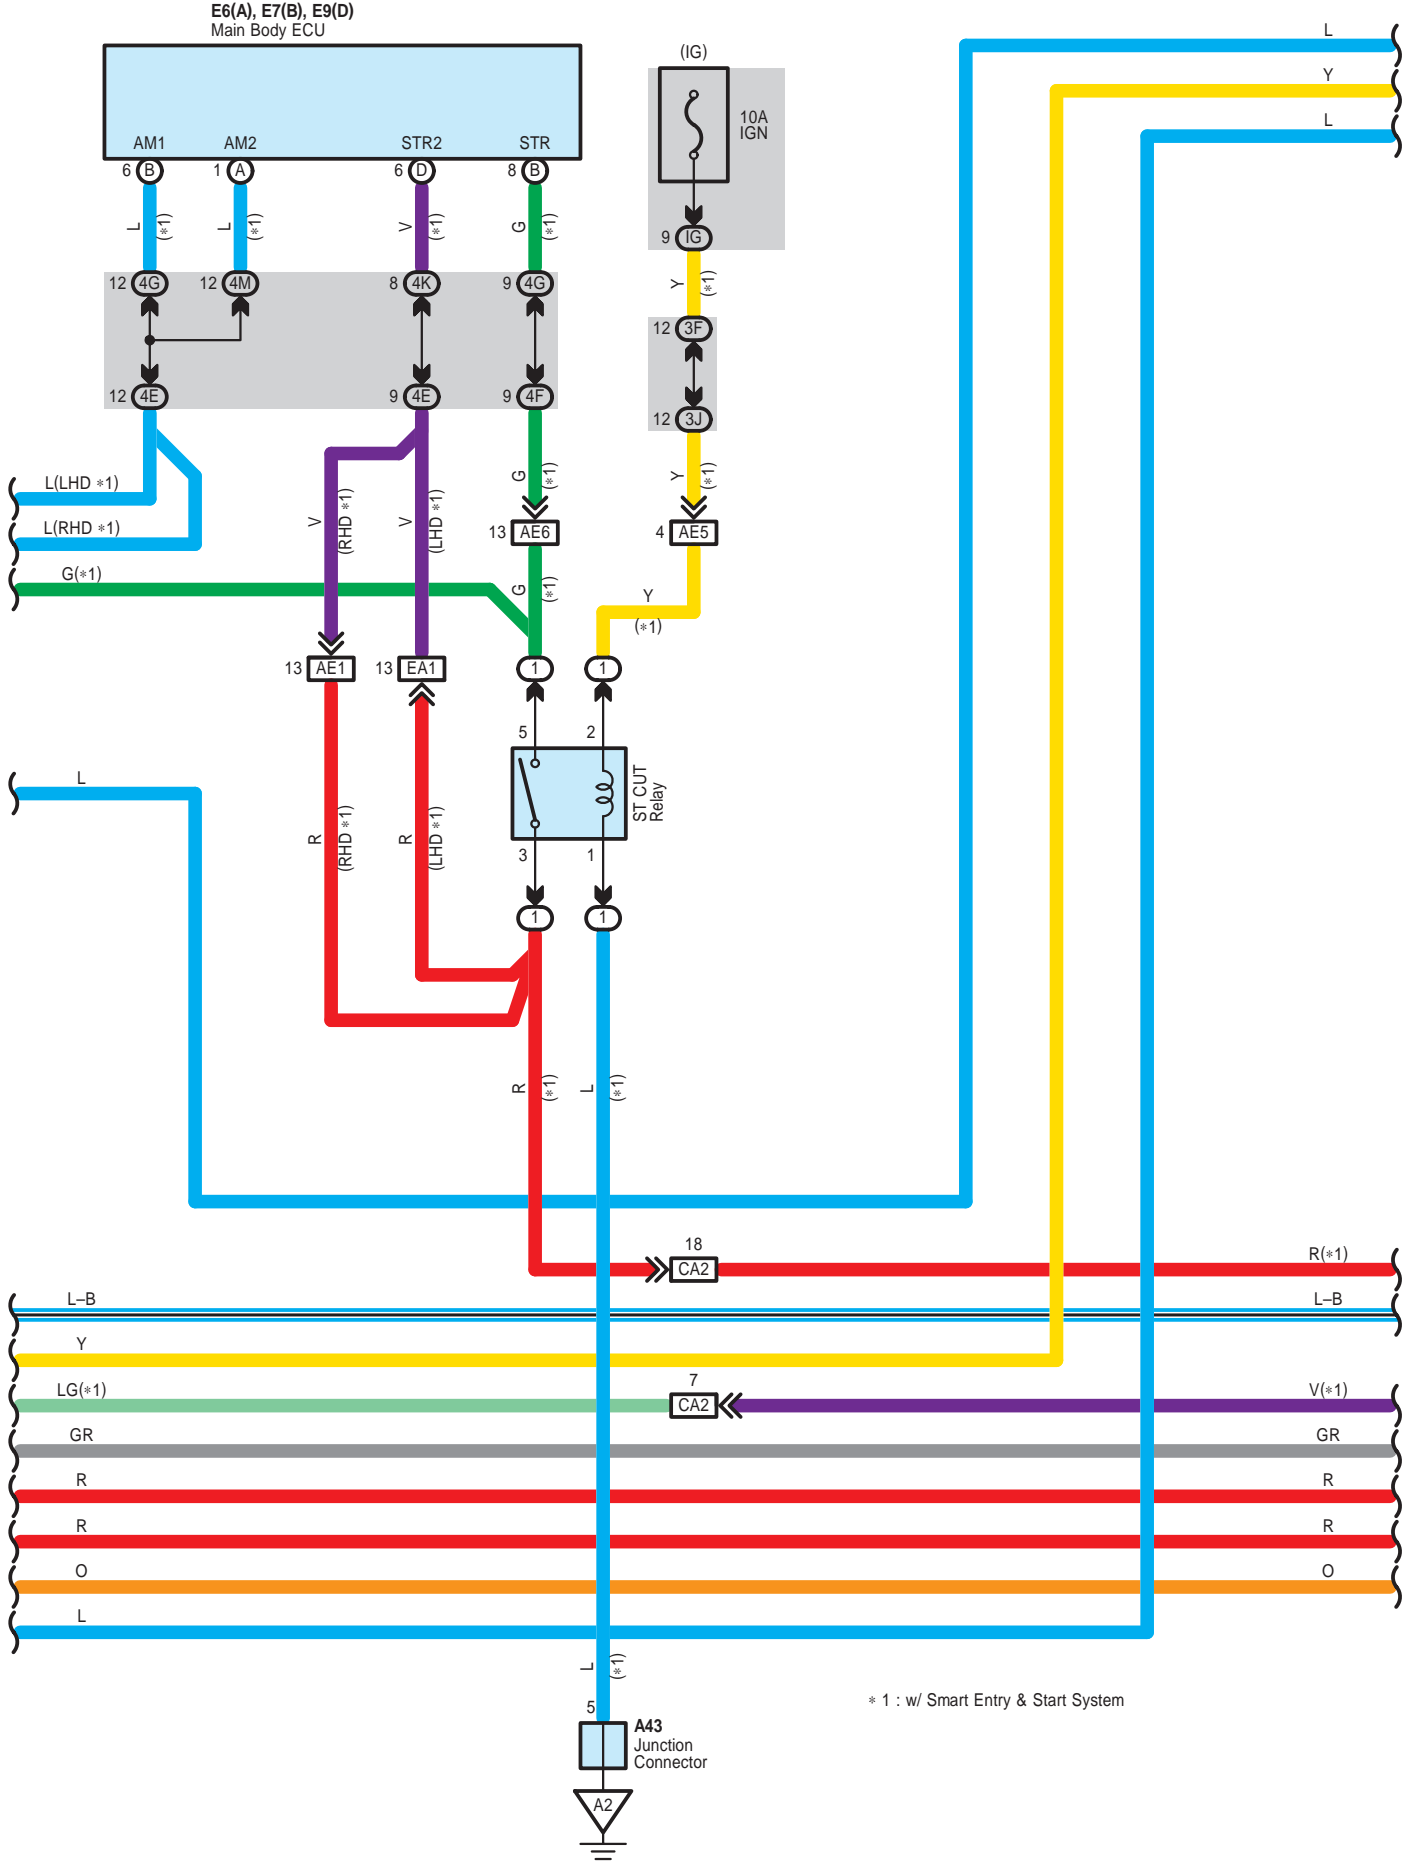 E6(A), E7(B), E9(D)
Main Body ECU
L
(IG)
Y
10A
IGN
L
AM1
AM2
STR2
STR
6 B
1 A
6 D
8 B
L
(*1)
L
(*1)
V
(*1)
G
(*1)
9 IG
12 4G
12 4M
8 4K
9 4G
Y
(*1)
12 3F
12 4E
9 4E
9 4F
12 3J
L(LHD *1)
G
(*1)
Y
(*1)
L(RHD *1)
V
(RHD *1)
V
(LHD *1)
13 AE6
4 AE5
G(*1)
G
(*1)
Y
(*1)
13 AE1
13 EA1
1
1
5
2
L
ST CUT
Relay
R
(RHD *1)
R
(LHD *1)
3
1
1
1
R
(*1)
L
(*1)
18
CA2
R(*1)
L–B
L–B
Y
7
LG(*1)
CA2
V(*1)
GR
GR
R
R
R
R
O
O
L
L
(*1)
* 1 : w/ Smart Entry & Start System
5
A43
Junction
Connector
A2